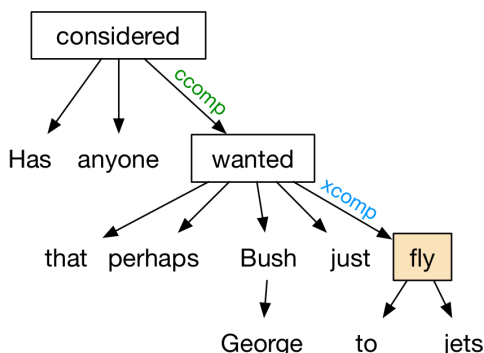 considered
ccomp
Has anyone wanted
xcomp
that perhaps Bush just fly
George to jets